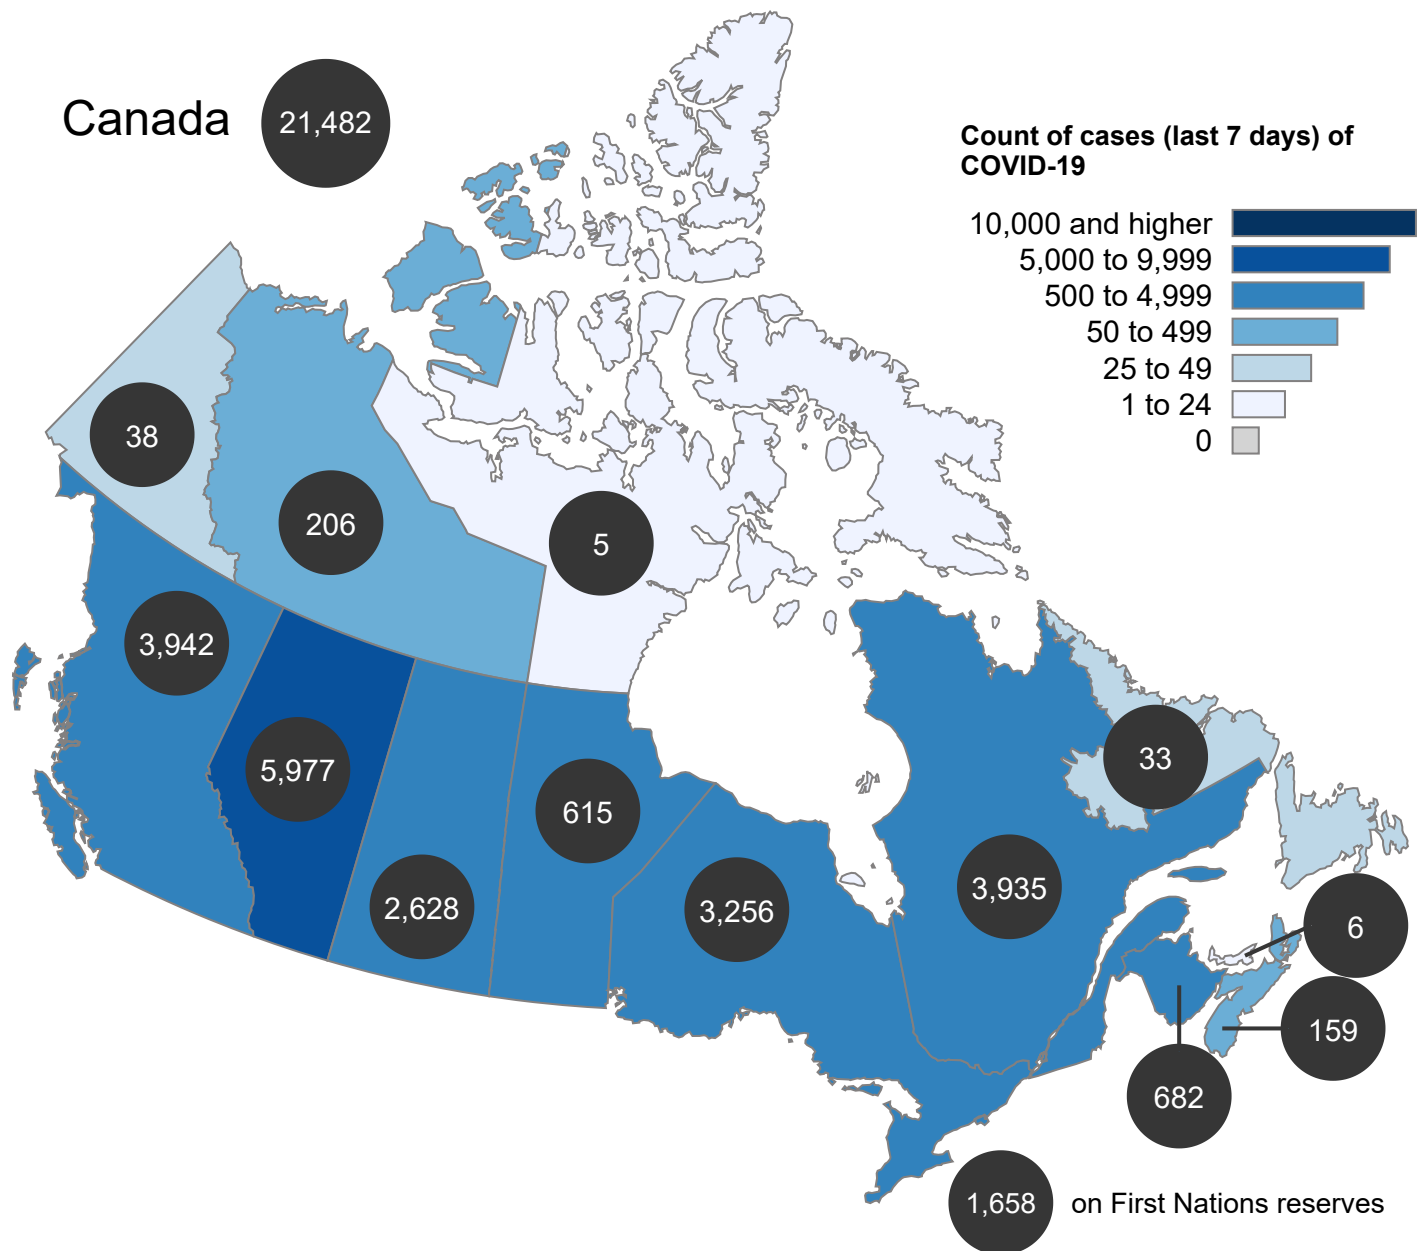 Canada
21,482
Count of cases (last 7 days) of
COVID-19
10,000 and higher
5,000 to 9,999
500 to 4,999
50 to 499
25 to 49
1 to 24
0
38
206
5
3,942
5,977
615
2,628
3,256
3,935
33
6
159
682
1,658
on First Nations reserves